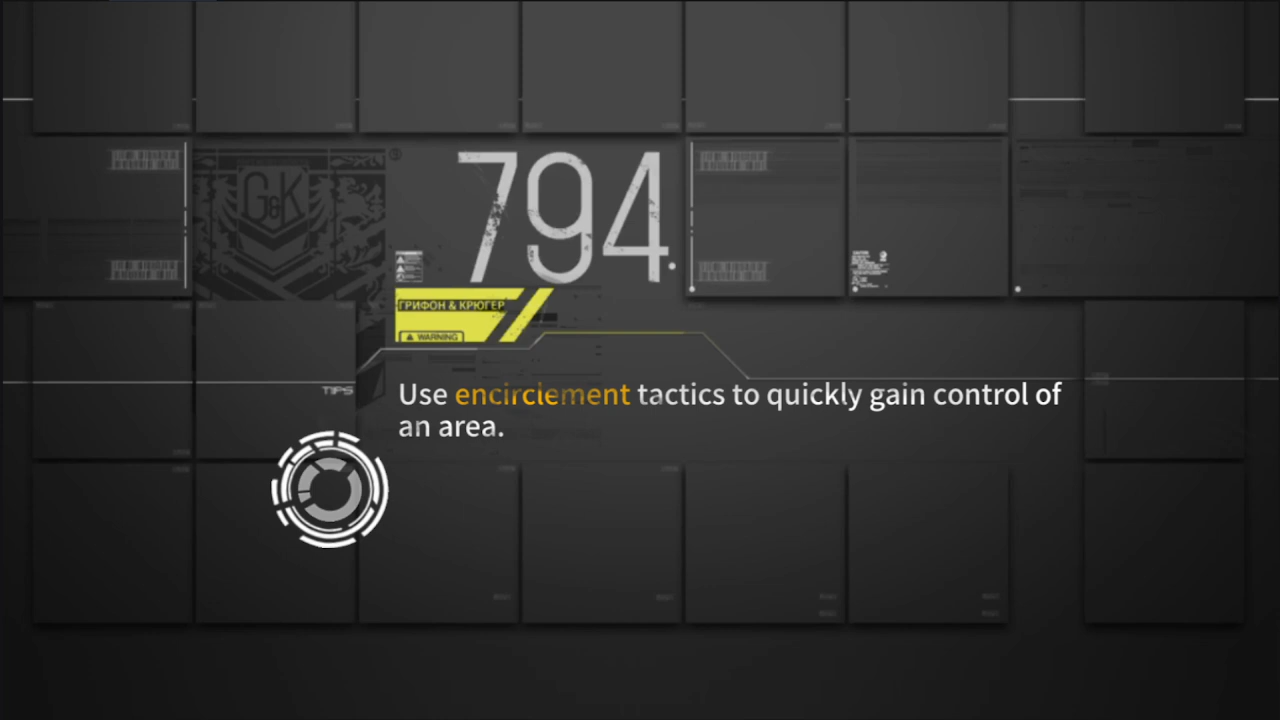 G&K
794.
ГРИФОН & КРЮГЕР
WARNING
TIPS
Use encirclement tactics to quickly gain control of
an area.